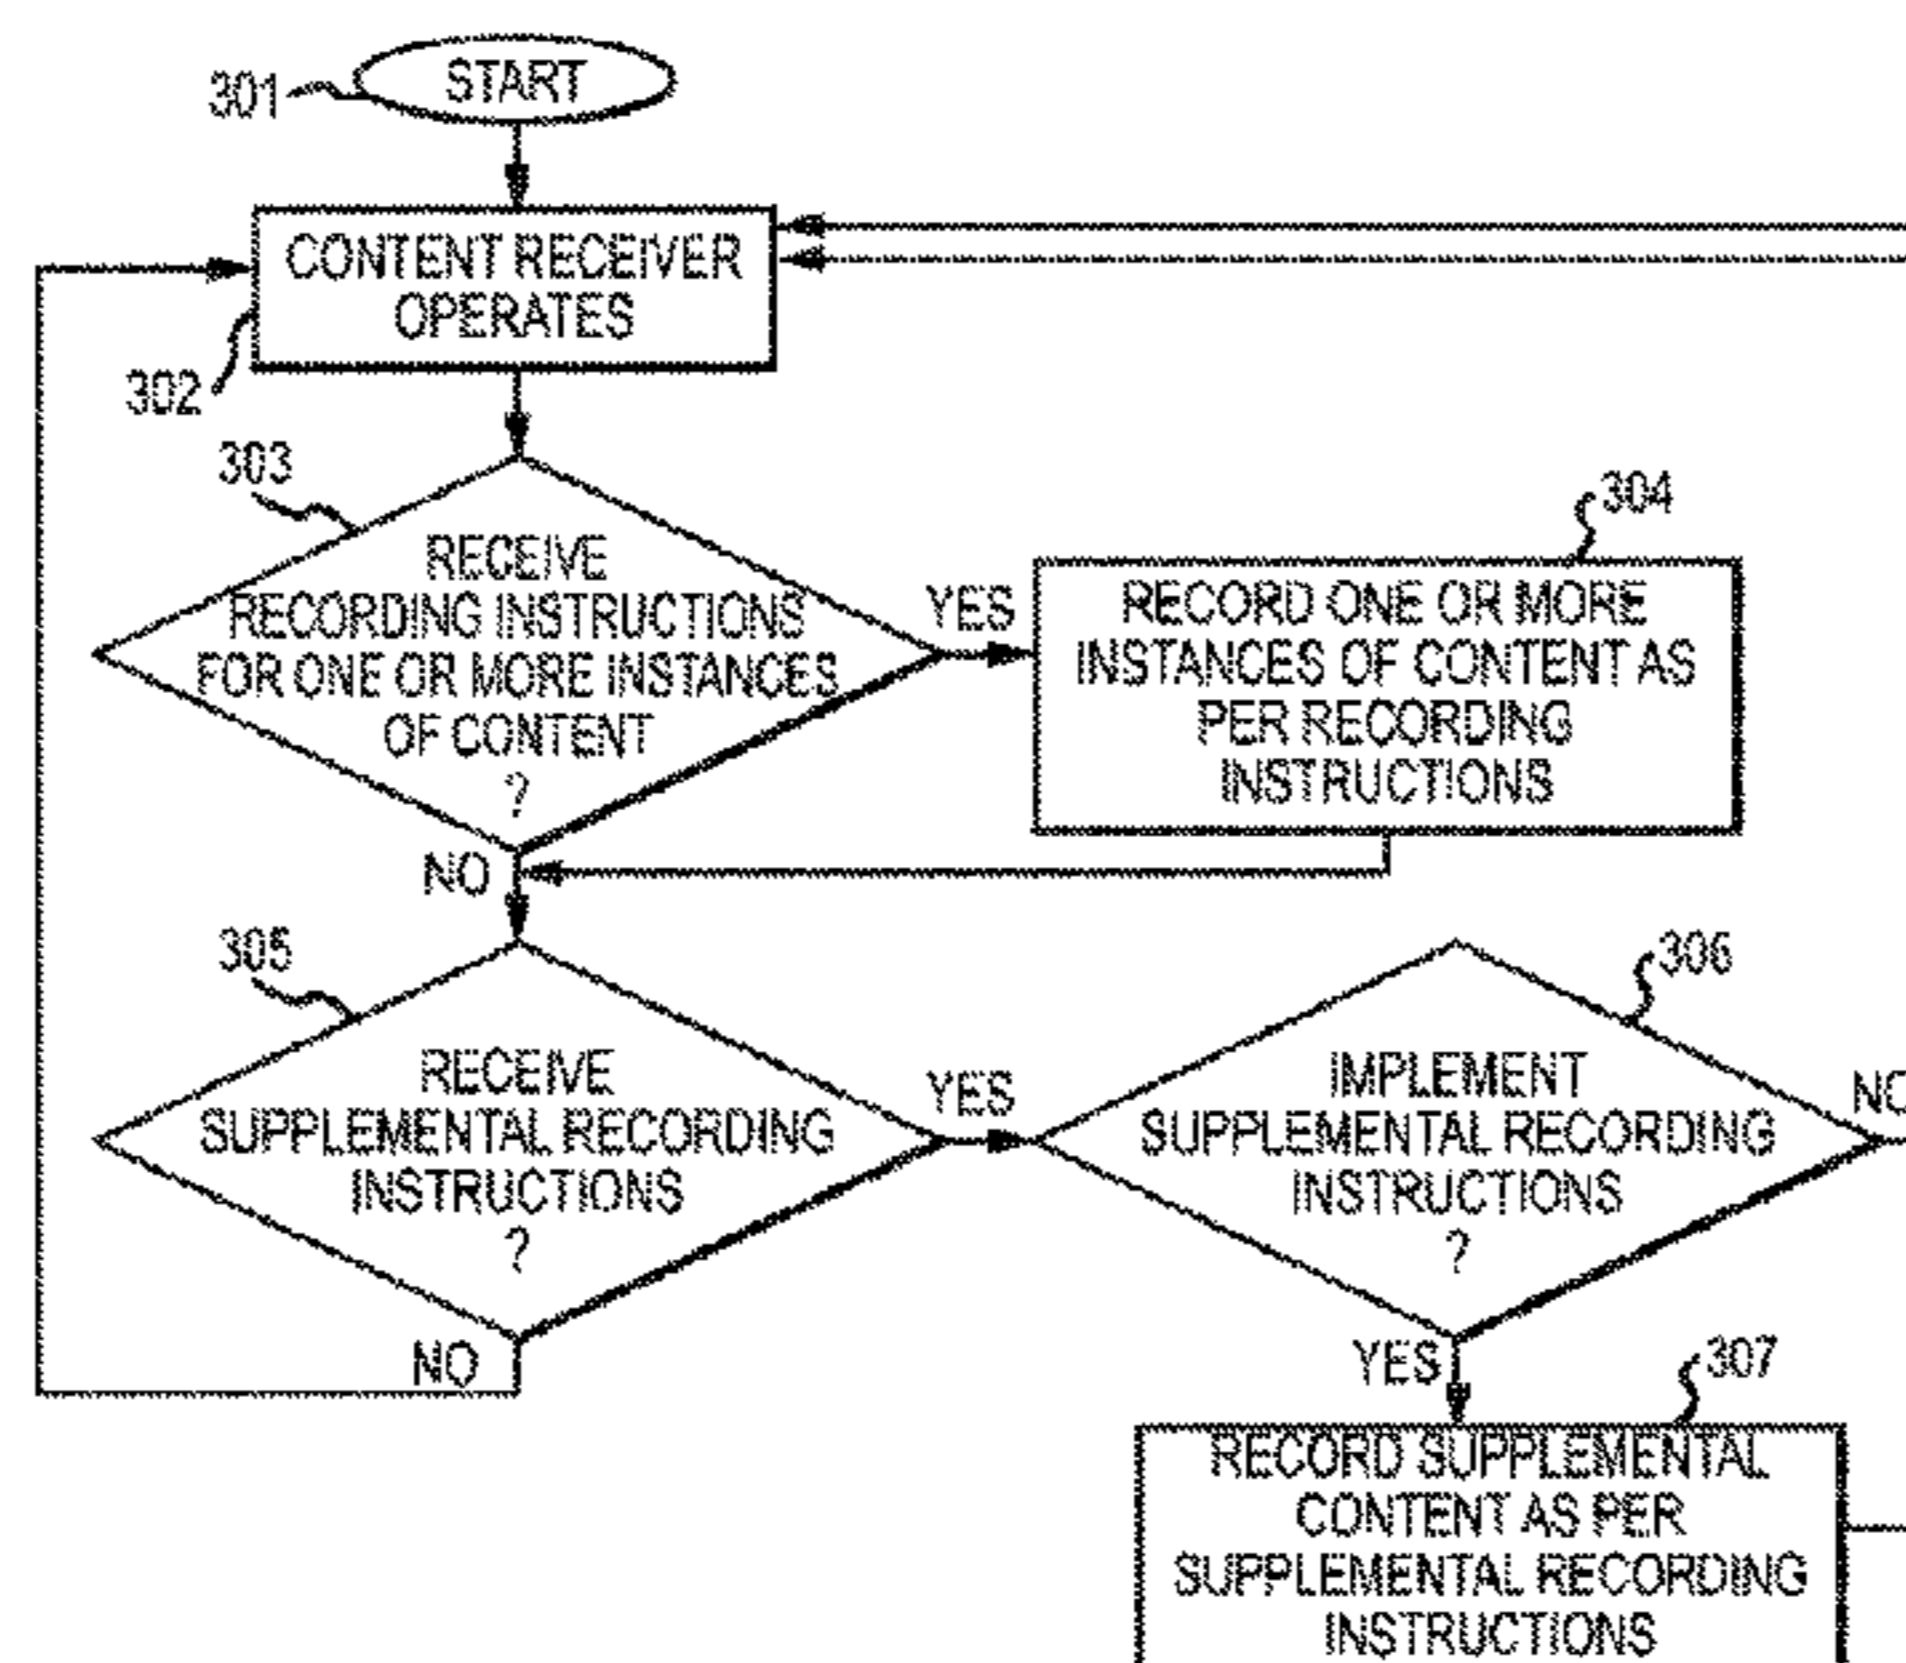 START
301
CONTENT RECEIVER
OPERATES
302
303
RECEIVE
RECORDING INSTRUCTIONS
FOR ONE OR MORE INSTANCES
OF CONTENT
?
YES
304
RECORD ONE OR MORE
INSTANCES OF CONTENT AS
PER RECORDING
INSTRUCTIONS
NO
305
RECEIVE
SUPPLEMENTAL RECORDING
INSTRUCTIONS
?
YES
NO
306
IMPLEMENT
SUPPLEMENTAL RECORDING
INSTRUCTIONS
?
NO
YES
307
RECORD SUPPLEMENTAL
CONTENT AS PER
SUPPLEMENTAL RECORDING
INSTRUCTIONS